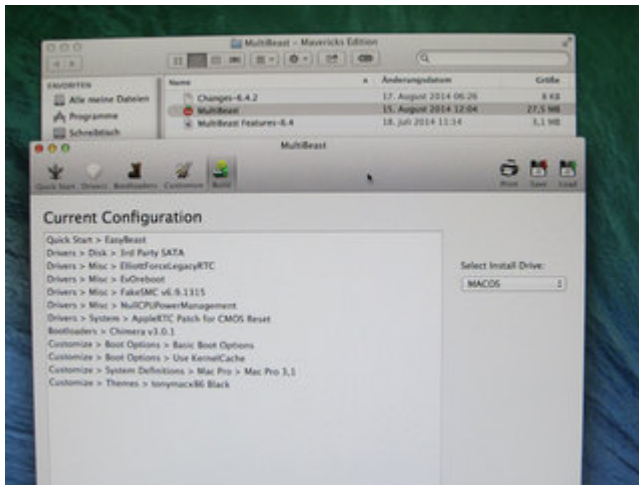 MultiBeast - Mavericks Edition
FAVORITEN
Name
Änderungsdatum
Größe
Alle meine Dateien
Changes-6.4.2
17. August 2014 06:26
8 KB
Programme
MultiBeast
15. August 2014 12:04
27,5 MB
Schreibtisch
MultiBeast Features-6.4
18. Juli 2014 11:14
3,1 MB
MultiBeast
Quick Start
Drivers
Bootloaders
Customize
Build
Print
Save
Load
Current Configuration
Quick Start > EasyBeast
Drivers > Disk > 3rd Party SATA
Drivers > Misc > ElliottForceLegacyRTC
Drivers > Misc > EvOreboot
Drivers > Misc > FakeSMC v6.9.1315
Drivers > Misc > NullCPUPowerManagement
Drivers > System > AppleRTC Patch for CMOS Reset
Bootloaders > Chimera v3.0.1
Customize > Boot Options > Basic Boot Options
Customize > Boot Options > Use KernelCache
Customize > System Definitions > Mac Pro > Mac Pro 3,1
Customize > Themes > tonymacx86 Black
Select Install Drive:
MACOS